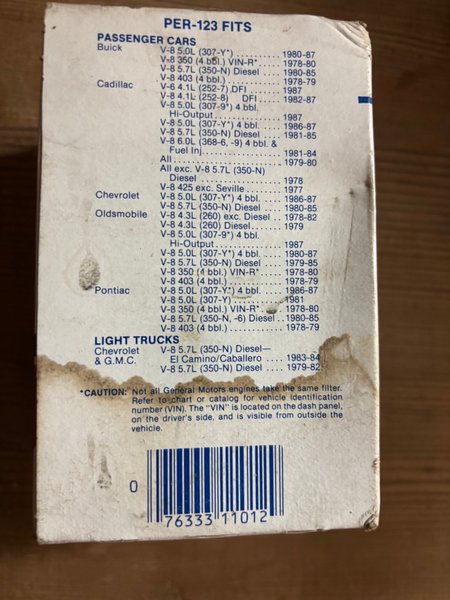 PER-123 FITS
PASSENGER CARS
Buick V-8 5.0L (307-Y*) ............. 1980-87
V-8 350 (4 bbl.) VIN-R* ...... 1978-80
V-8 5.7L (350-N) Diesel .... 1980-85
V-8 403 (4 bbl.) ............. 1978-79
Cadillac V-6 4.1L (252-7) DFI ......... 1987
V-8 4.1L (252-8) DFI .... 1982-87
V-8 5.0L (307-9*) 4 bbl.
Hi-Output ................ 1987
V-8 5.0L (307-Y*) 4 bbl. .... 1986-87
V-8 5.7L (350-N) Diesel .... 1981-85
V-8 6.0L (368-6, -9) 4 bbl. &
Fuel Inj. .................. 1981-84
All ......................... 1979-80
All exc. V-8 5.7L (350-N)
Diesel ..................... 1978
V-8 425 exc. Seville ......... 1977
Chevrolet V-8 5.0L (307-Y*) 4 bbl. .... 1986-87
V-8 5.7L (350-N) Diesel .... 1980-85
Oldsmobile V-8 4.3L (260) exc. Diesel .. 1978-82
V-8 4.3L (260) Diesel ........ 1979
V-8 5.0L (307-9*) 4 bbl.
Hi-Output ................ 1987
V-8 5.0L (307-Y*) 4 bbl. .... 1980-87
V-8 5.7L (350-N) Diesel .... 1979-85
V-8 350 (4 bbl.) VIN-R* ...... 1978-80
V-8 403 (4 bbl.) ............. 1978-79
Pontiac V-8 5.0L (307-Y*) 4 bbl. .... 1986-87
V-8 5.0L (307-Y) ............. 1981
V-8 350 (4 bbl.) VIN-R* ..... 1978-80
V-8 5.7L (350-N, -6) Diesel .. 1980-85
V-8 403 (4 bbl.) ............. 1978-79
LIGHT TRUCKS
Chevrolet V-8 5.7L (350-N) Diesel—
& G.M.C. El Camino/Caballero .... 1983-84
V-8 5.7L (350-N) Diesel .... 1979-82
*CAUTION: Not all General Motors engines take the same filter.
Refer to chart or catalog for vehicle identification
number (VIN). The "VIN" is located on the dash panel,
on the driver's side, and is visible from outside the
vehicle.
0 76333 11012